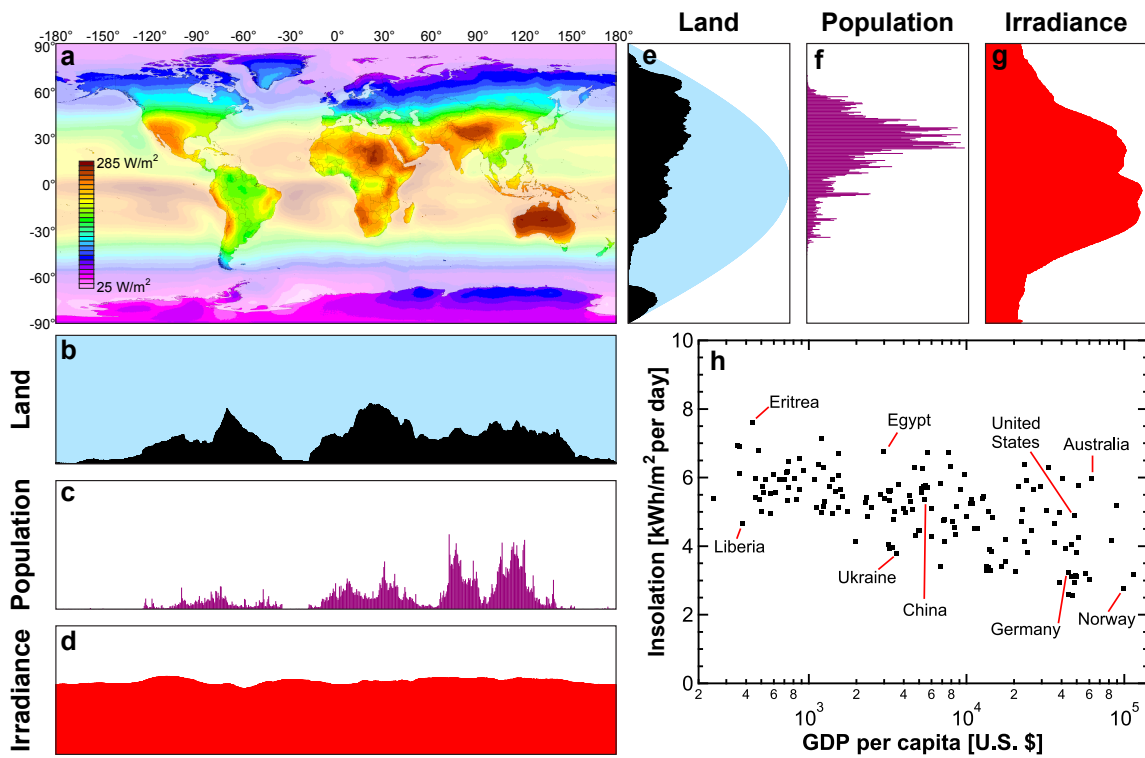 Land Population Irradiance
-180° -150° -120° -90° -60° -30° 0° 30° 60° 90° 120° 150° 180°
90°
60°
30°
0°
-30°
-60°
-90°
a
285 W/m²
25 W/m²
e
f
g
Land
b
Population
c
Irradiance
d
h
Insolation [kWh/m² per day]
10
8
6
4
2
0
Eritrea
Egypt
United
States
Australia
Liberia
Ukraine
China
Germany
Norway
2 4 6 8 10³ 2 4 6 8 10⁴ 2 4 6 8 10⁵
GDP per capita [U.S. $]